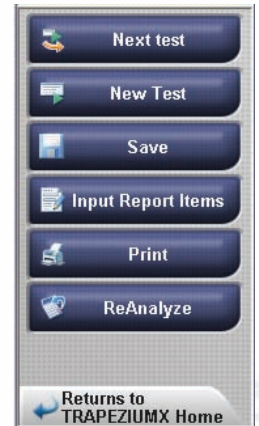 Next test
New Test
Save
Input Report Items
Print
ReAnalyze
Returns to
TRAPEZIUMX Home